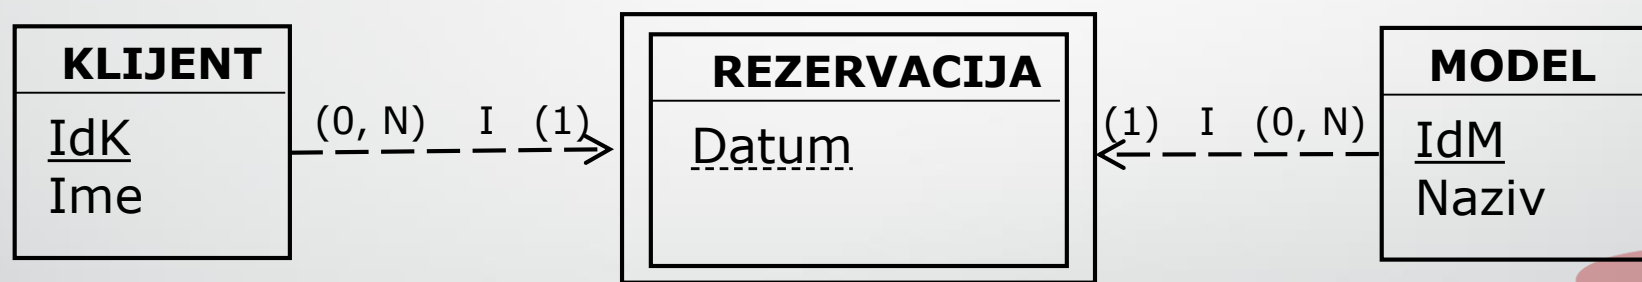 KLIJENT
IdK
Ime
(0, N) I (1)
REZERVACIJA
Datum
(1) I (0, N)
MODEL
IdM
Naziv